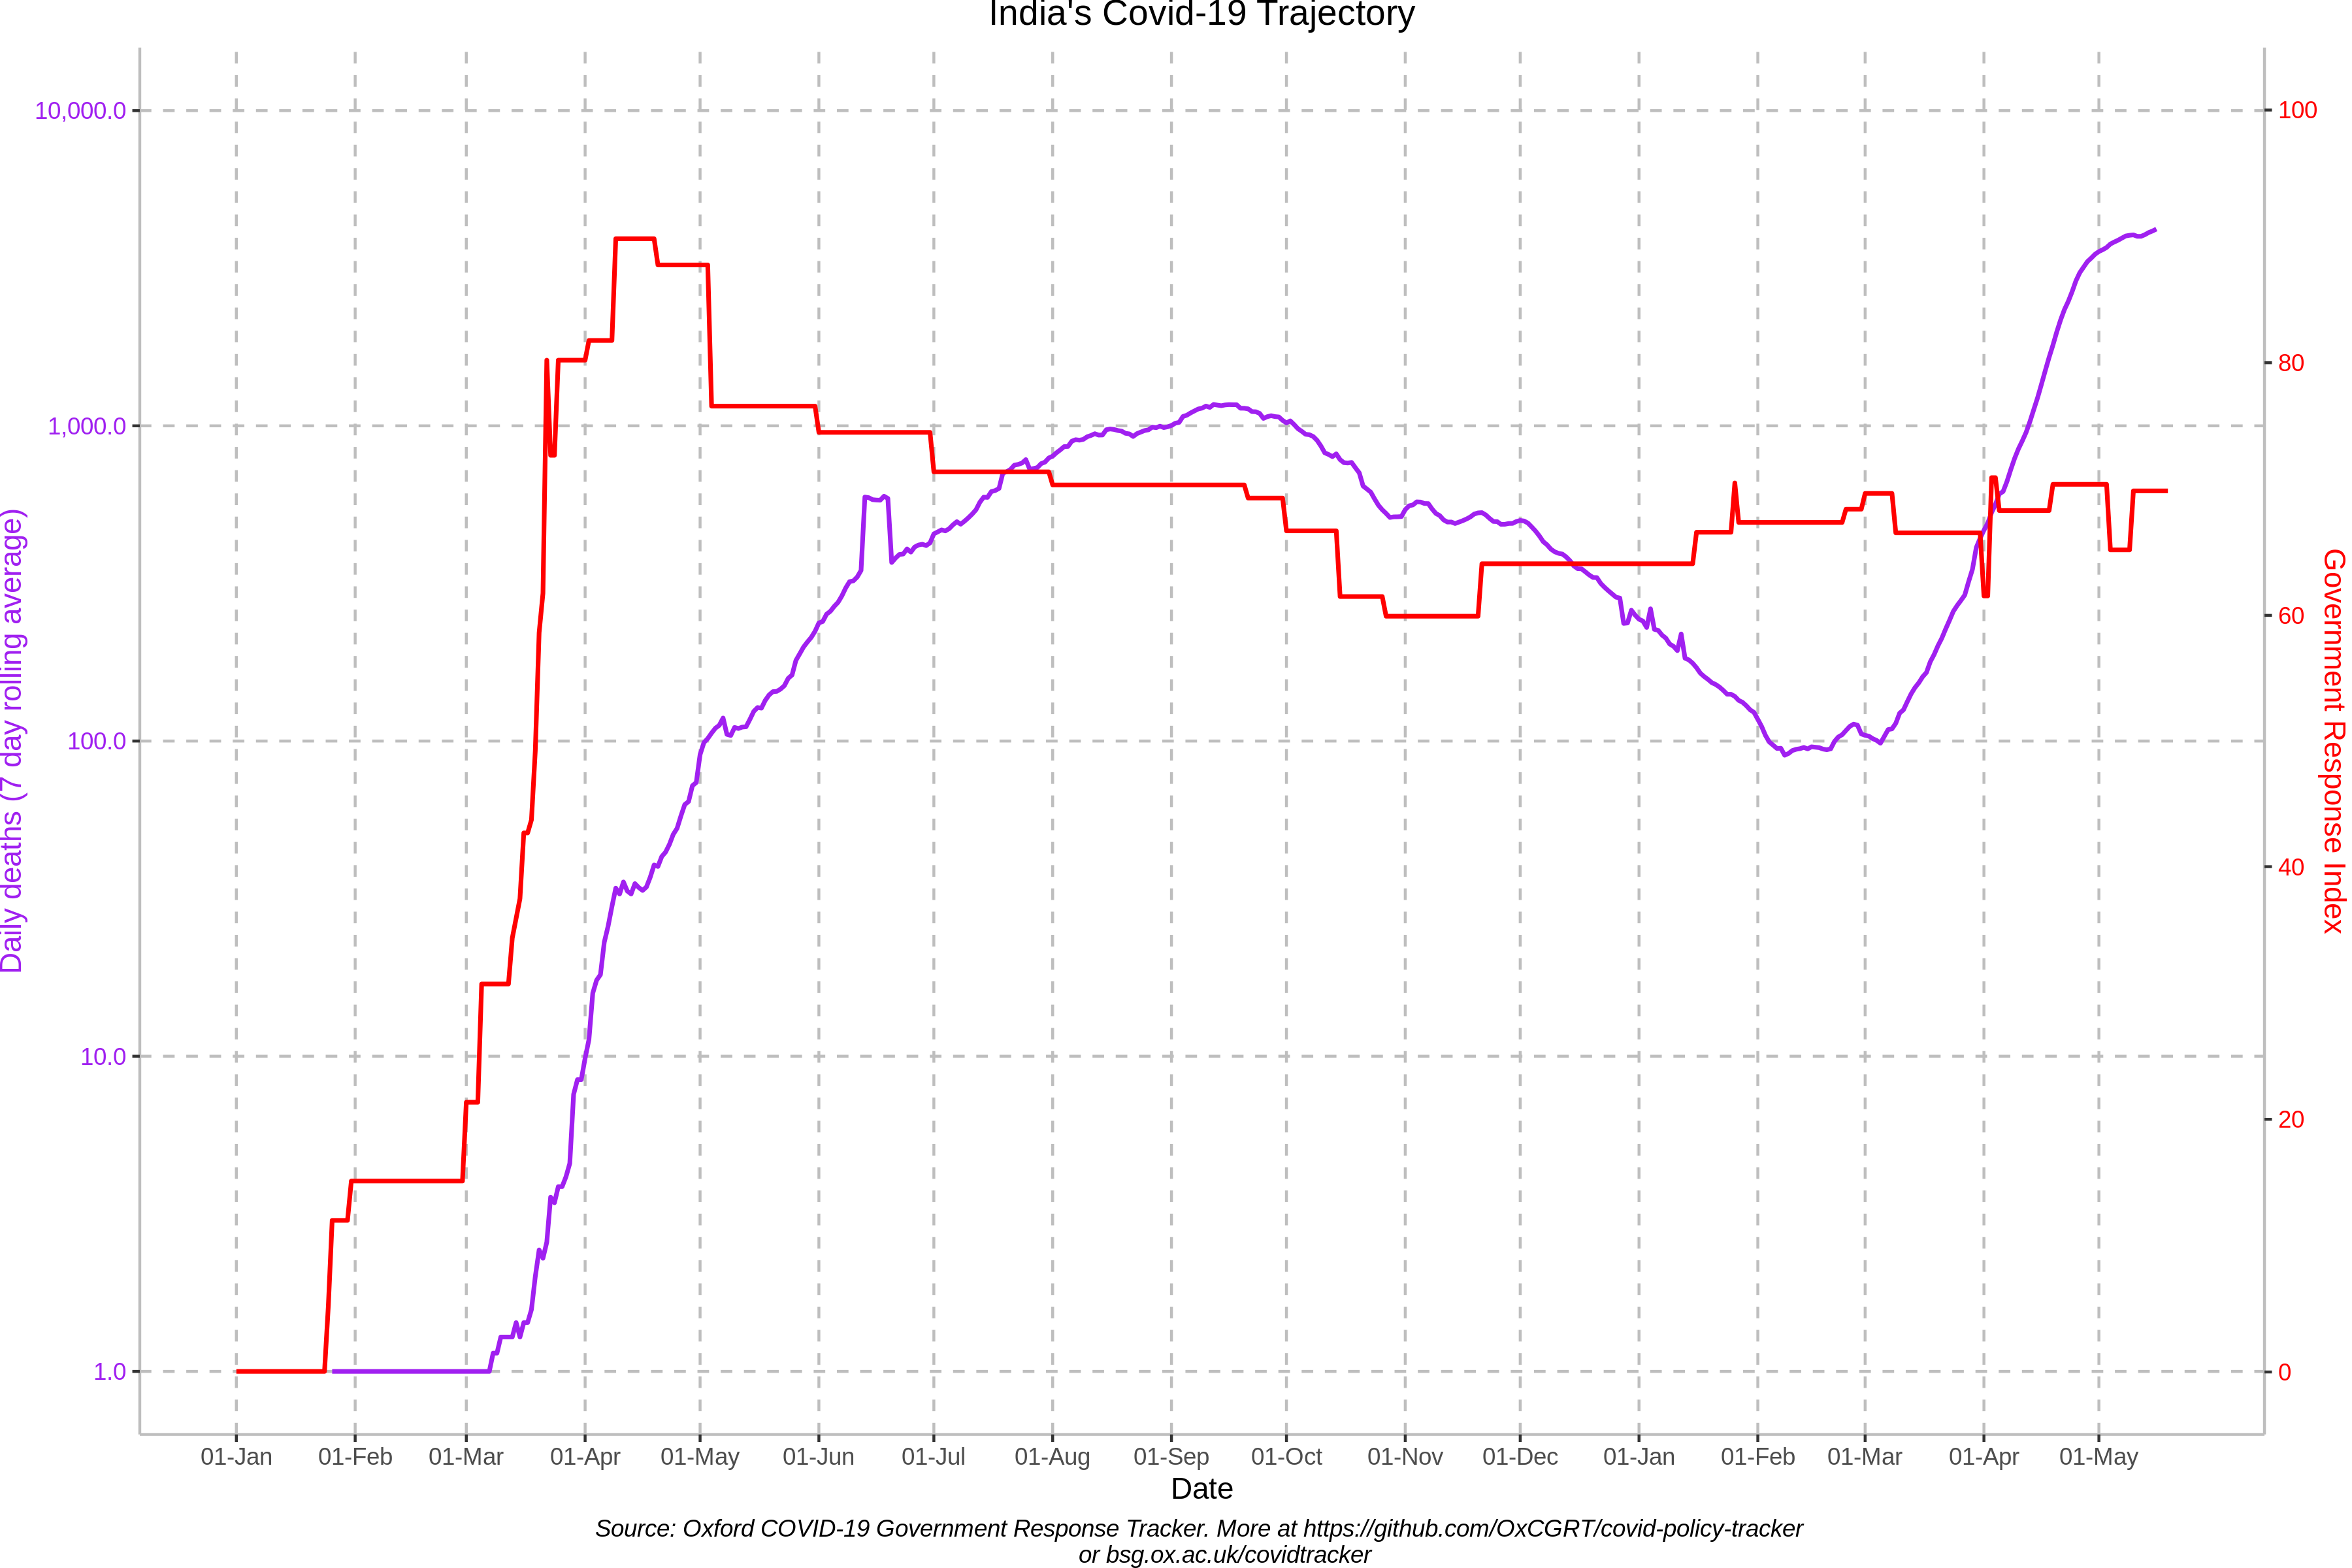 India's Covid-19 Trajectory
10,000.0
1,000.0
100.0
10.0
1.0
Daily deaths (7 day rolling average)
100
80
60
40
20
0
Government Response Index
01-Jan 01-Feb 01-Mar 01-Apr 01-May 01-Jun 01-Jul 01-Aug 01-Sep 01-Oct 01-Nov 01-Dec 01-Jan 01-Feb 01-Mar 01-Apr 01-May
Date
Source: Oxford COVID-19 Government Response Tracker. More at https://github.com/OxCGRT/covid-policy-tracker
or bsg.ox.ac.uk/covidtracker